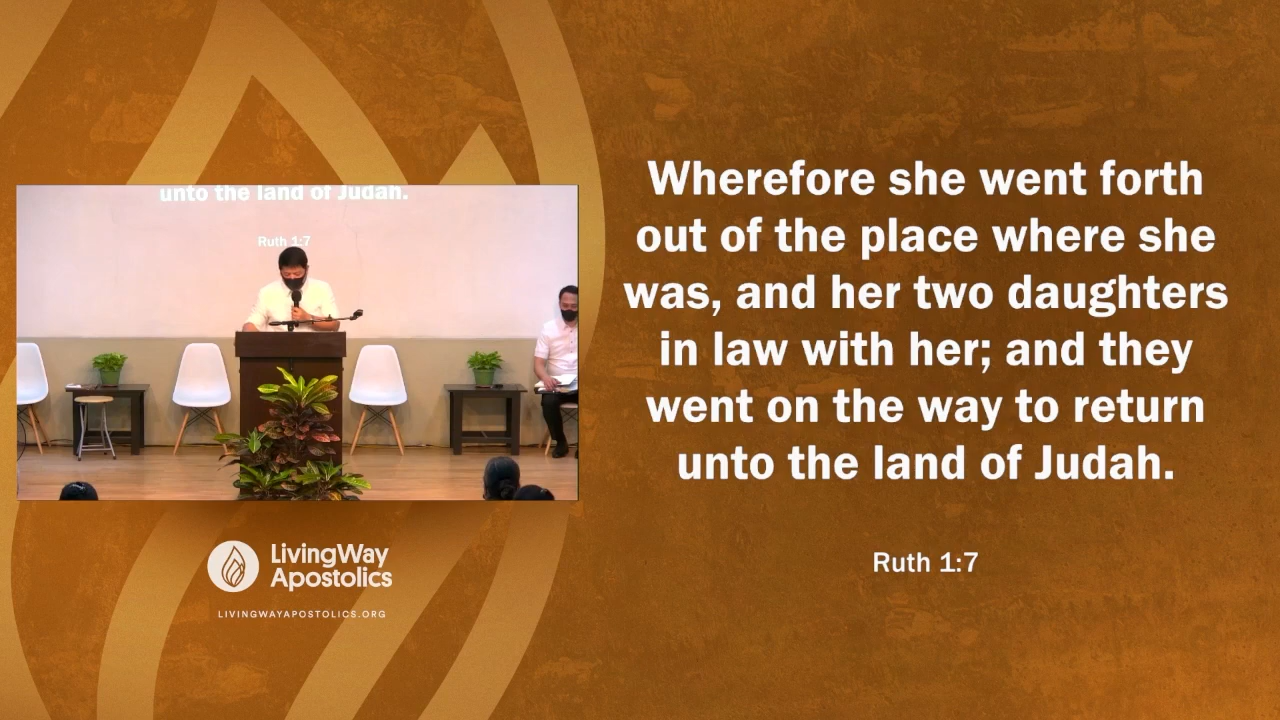 unto the land of Judah.
Ruth 1:7
LivingWay
Apostolics
LIVINGWAYAPOSTOLICS.ORG
Wherefore she went forth
out of the place where she
was, and her two daughters
in law with her; and they
went on the way to return
unto the land of Judah.
Ruth 1:7